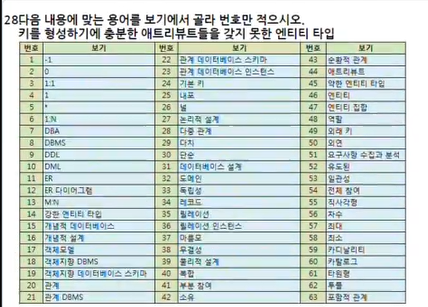 28다음 내용에 맞는 용어를 보기에서 골라 번호만 적으시오.
키를 형성하기에 충분한 애트리뷰트들을 갖지 못한 엔티티 타입
번호 보기 번호 보기 번호 보기
1 -1 22 관계 데이터베이스 스키마 43 순환적 관계
2 0 23 관계 데이터베이스 인스턴스 44 애트리뷰트
3 1:1 24 기본 키 45 약한 엔티티 타입
4 1 25 내포 46 엔티티
5 * 26 널 47 엔티티 집합
6 1:N 27 논리적 설계 48 역할
7 DBA 28 다중 관계 49 외래 키
8 DBMS 29 다치 50 외연
9 DDL 30 단순 51 요구사항 수집과 분석
10 DML 31 데이터베이스 설계 52 유도된
11 ER 32 도메인 53 일관성
12 ER 다이어그램 33 독립성 54 전체 참여
13 M:N 34 레코드 55 직사각형
14 강한 엔티티 타입 35 릴레이션 56 차수
15 개념적 데이터베이스 36 릴레이션 인스턴스 57 최대
16 개념적 설계 37 마름모 58 최소
17 객체모델 38 무결성 59 카디날리티
18 객체지향 DBMS 39 물리적 설계 60 카탈로그
19 객체지향 데이터베이스 스키마 40 복합 61 타원형
20 관계 41 부분 참여 62 투플
21 관계 DBMS 42 소유 63 포함적 관계